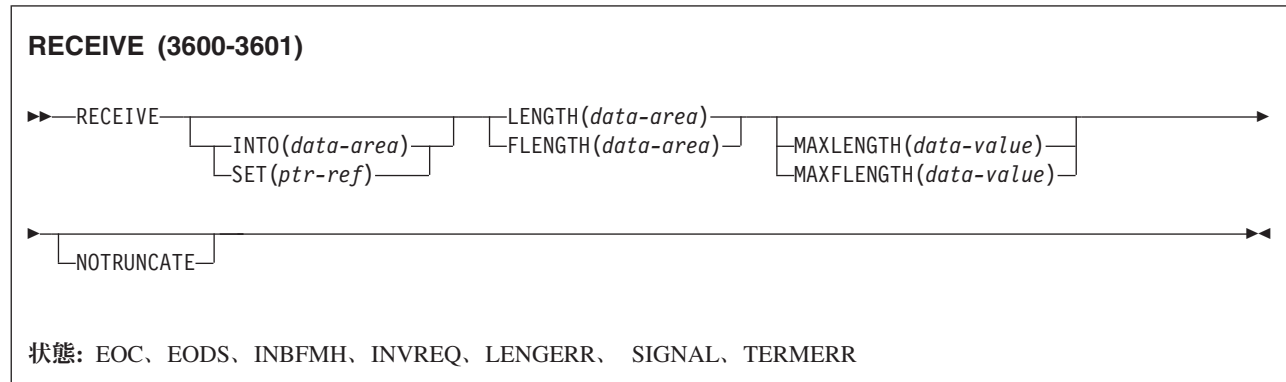 RECEIVE (3600-3601)
RECEIVE LENGTH(data-area)
INTO(data-area) FLENGTH(data-area) MAXLENGTH(data-value)
SET(ptr-ref) MAXFLENGTH(data-value)
NOTRUNCATE
状態: EOC、EODS、INBFMH、INVREQ、LENGERR、 SIGNAL、TERMERR